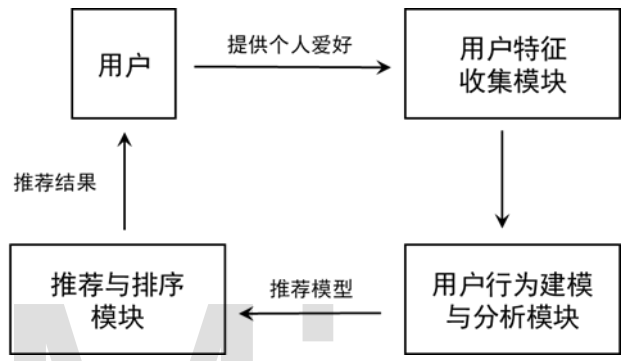 用户
提供个人爱好
用户特征
收集模块
推荐结果
推荐与排序
模块
推荐模型
用户行为建模
与分析模块